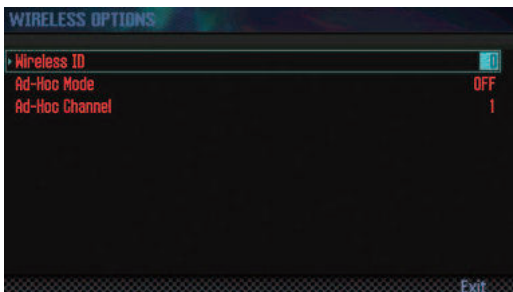 WIRELESS OPTIONS
Wireless ID 0
Ad-Hoc Mode OFF
Ad-Hoc Channel 1
Exit